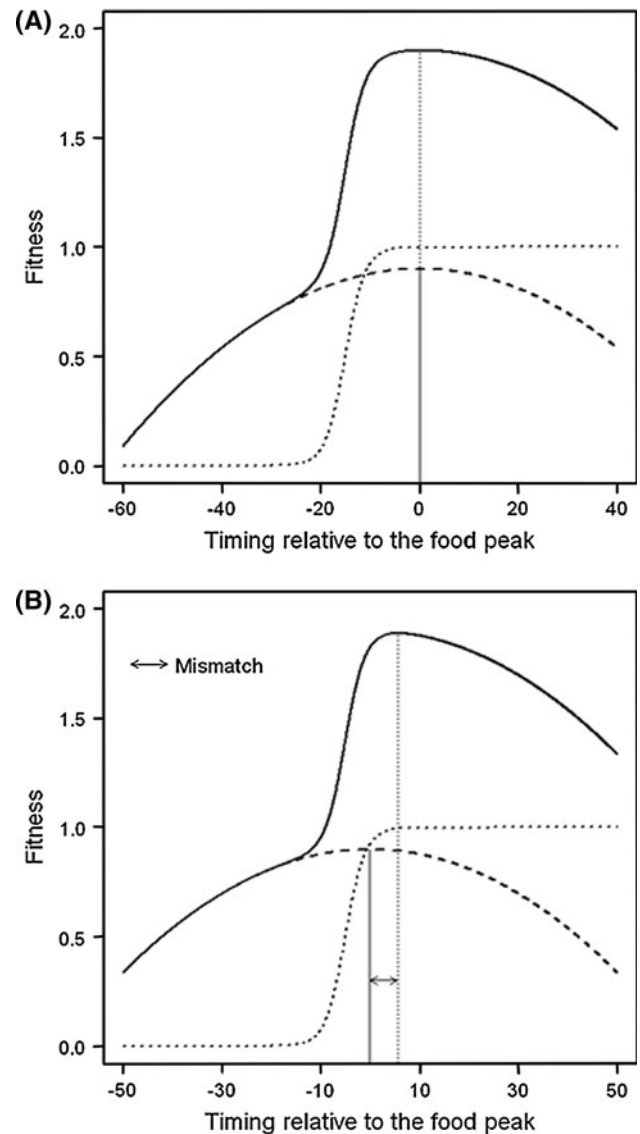 (A)
2.0
1.5
1.0
0.5
0.0
Fitness
-60 -40 -20 0 20 40
Timing relative to the food peak
(B)
2.0
1.5
1.0
0.5
0.0
Fitness
Mismatch
-50 -30 -10 10 30 50
Timing relative to the food peak